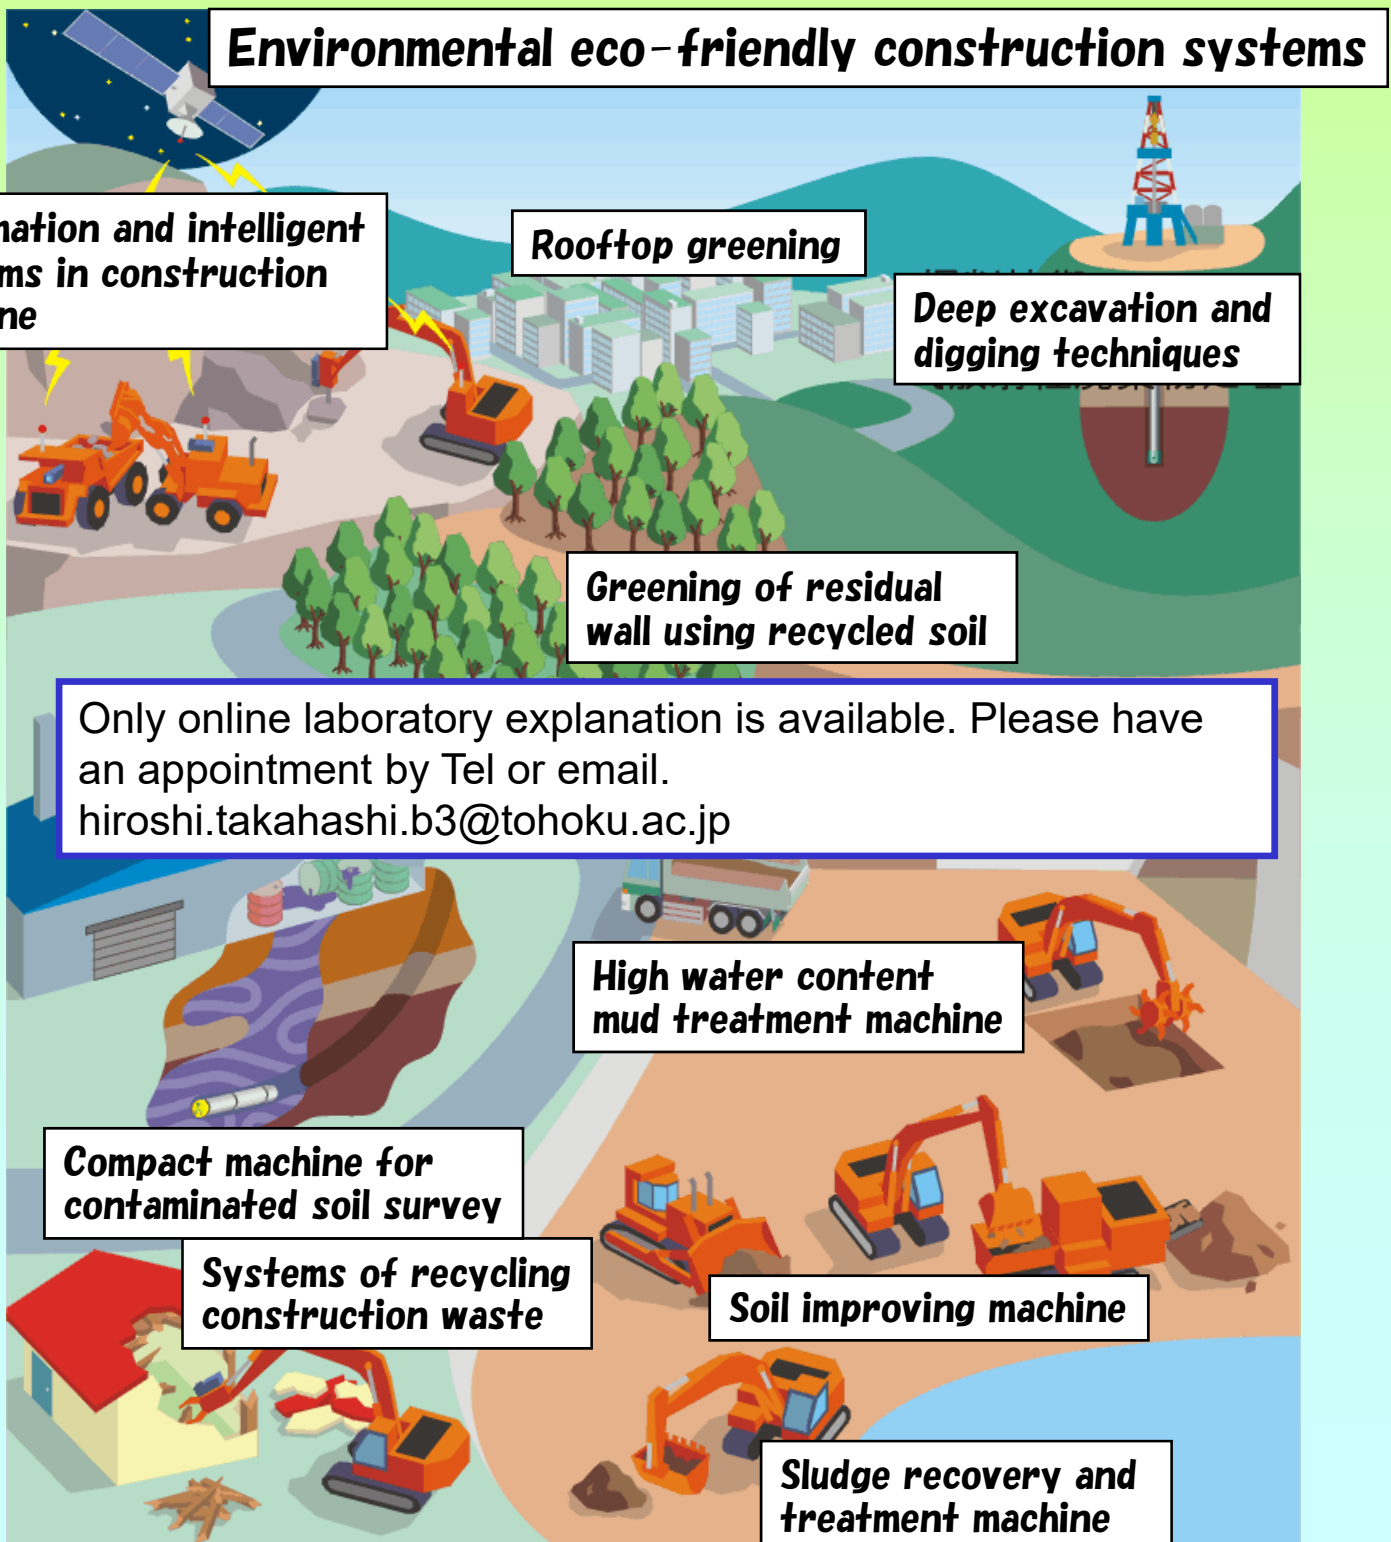 Environmental eco-friendly construction systems
and intelligent
in construction
Rooftop greening
Deep excavation and
digging techniques
Greening of residual
wall using recycled soil
Only online laboratory explanation is available. Please have
an appointment by Tel or email.
hiroshi.takahashi.b3@tohoku.ac.jp
High water content
mud treatment machine
Compact machine for
contaminated soil survey
Systems of recycling
construction waste
Soil improving machine
Sludge recovery and
treatment machine